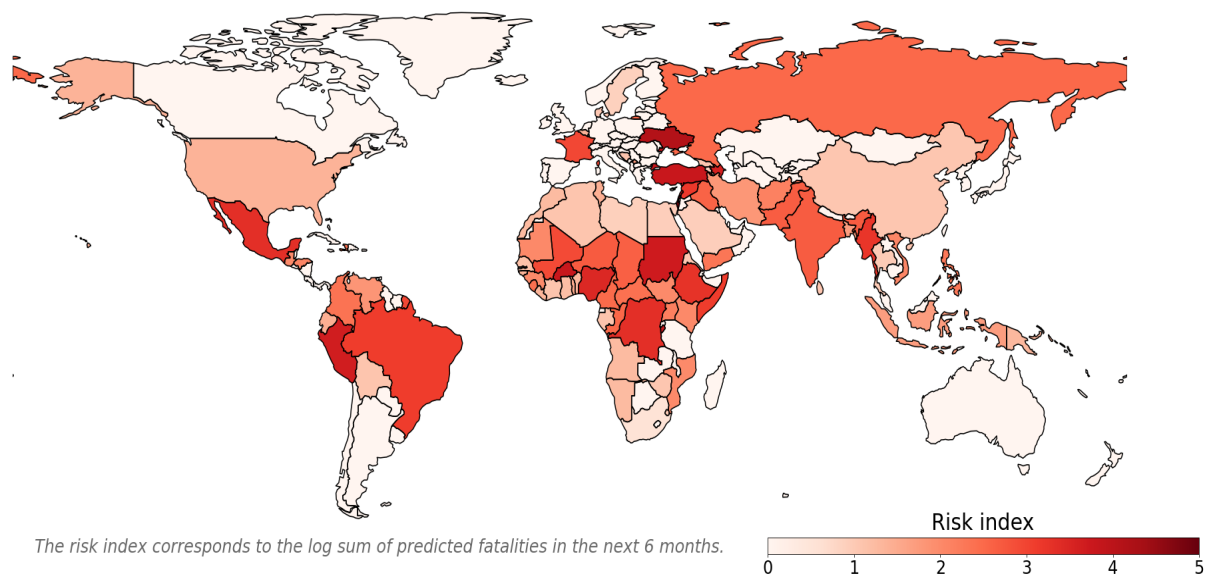 Risk index
The risk index corresponds to the log sum of predicted fatalities in the next 6 months.
0 1 2 3 4 5